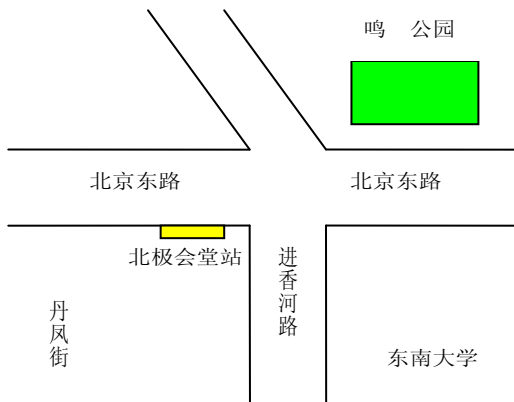 鸣 公园
北京东路
北京东路
北极会堂站
进香河路
丹凤街
东南大学